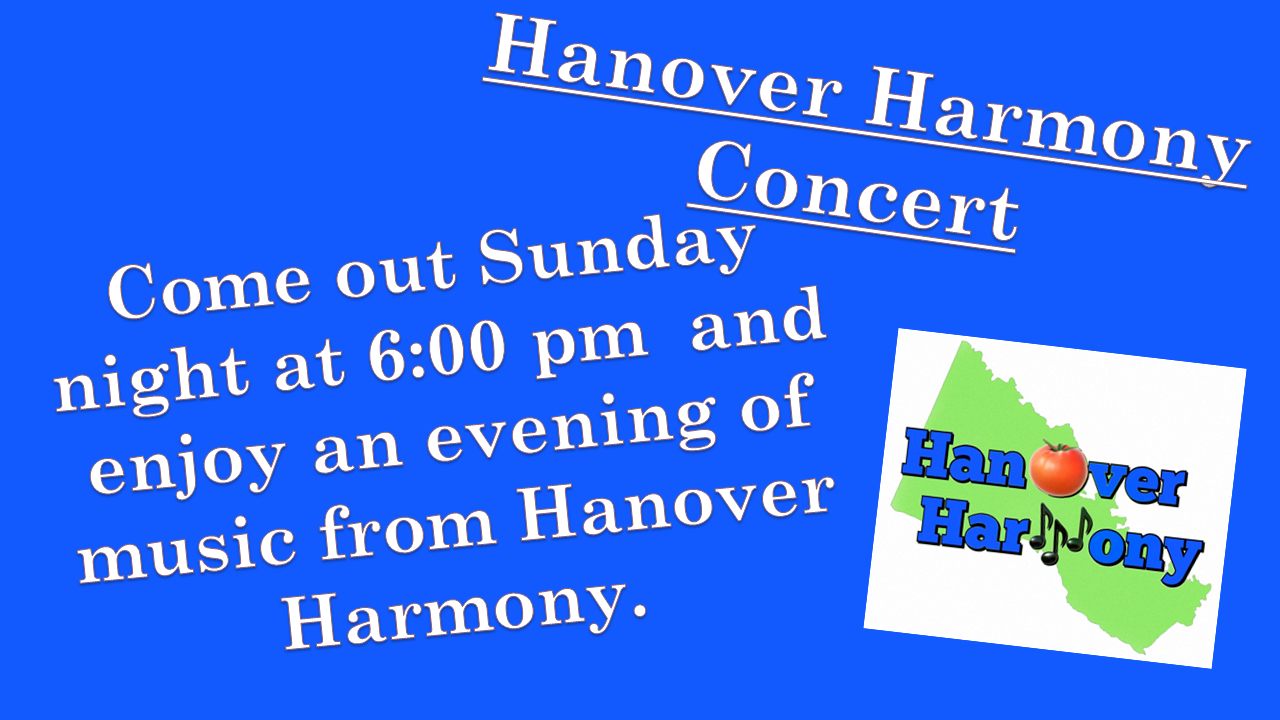 Hanover Harmony
Concert
Come out Sunday
night at 6:00 pm  and
enjoy an evening of
music from Hanover
Harmony.
Hanover
Harmony